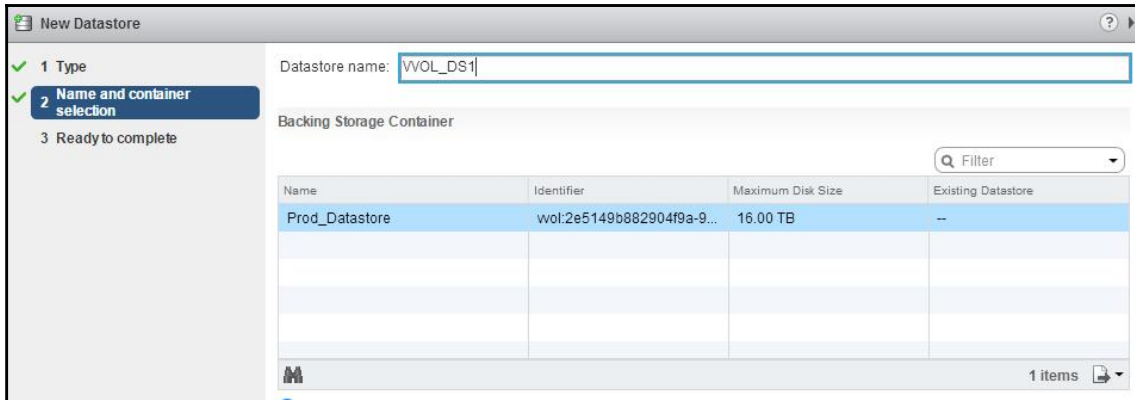 New Datastore
?
1 Type
2 Name and container selection
3 Ready to complete
Datastore name: VVOL_DS1
Backing Storage Container
Filter
Name Identifier Maximum Disk Size Existing Datastore
Prod_Datastore vvol:2e5149b882904f9a-9... 16.00 TB --
1 items